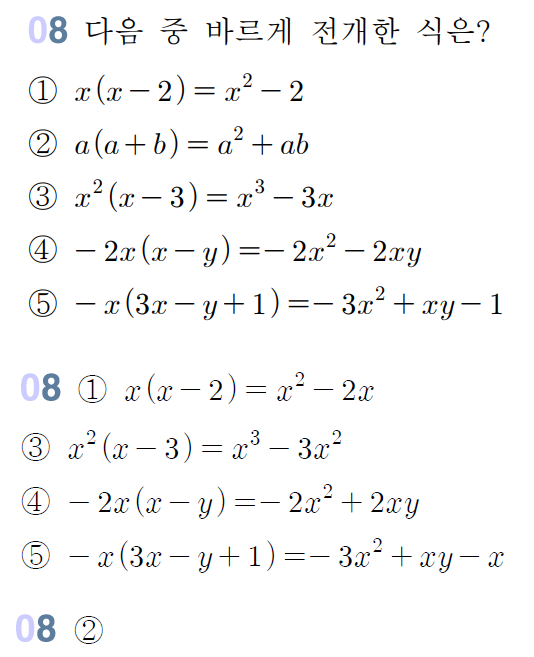 08 다음 중 바르게 전개한 식은?
① x(x-2)=x²-2
② a(a+b)=a²+ab
③ x²(x-3)=x³-3x
④ -2x(x-y)=-2x²-2xy
⑤ -x(3x-y+1)=-3x²+xy-1
08 ① x(x-2)=x²-2x
③ x²(x-3)=x³-3x²
④ -2x(x-y)=-2x²+2xy
⑤ -x(3x-y+1)=-3x²+xy-x
08 ②